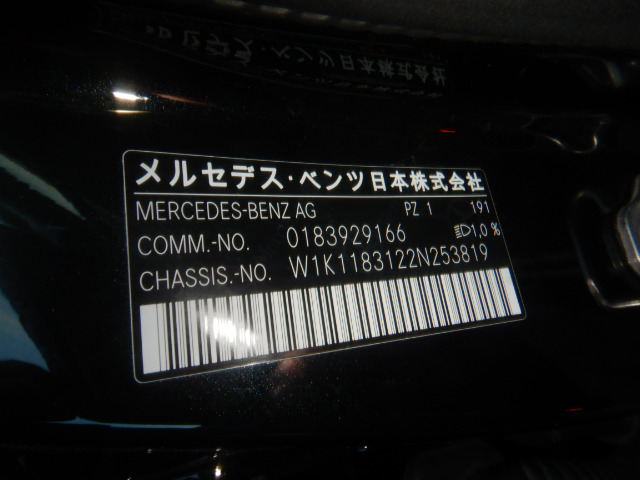 メルセデス・ベンツ日本株式会社
MERCEDES-BENZ AG PZ 1 191
COMM.-NO. 0183929166 1,0 %
CHASSIS.-NO. W1K1183122N253819